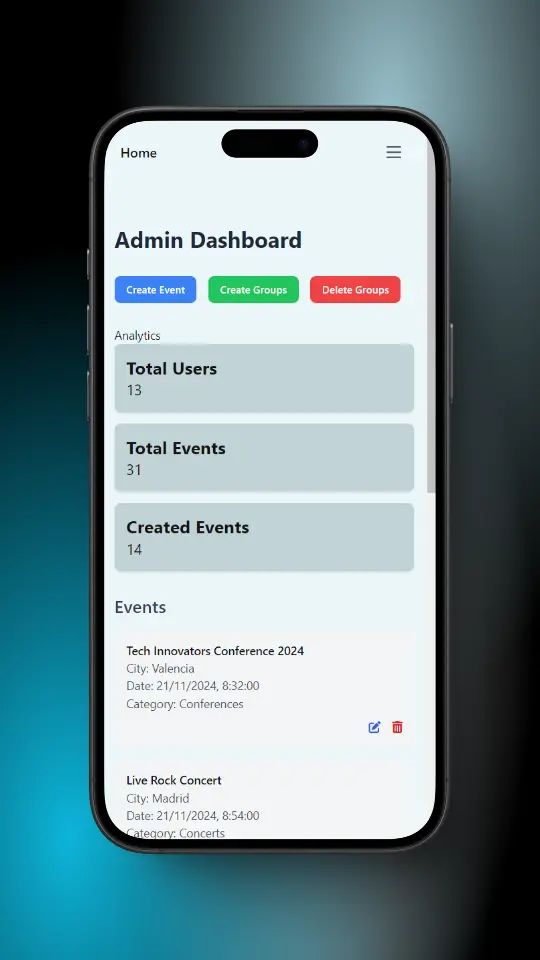 Home
Admin Dashboard
Create Event
Create Groups
Delete Groups
Analytics
Total Users
13
Total Events
31
Created Events
14
Events
Tech Innovators Conference 2024
City: Valencia
Date: 21/11/2024, 8:32:00
Category: Conferences
Live Rock Concert
City: Madrid
Date: 21/11/2024, 8:54:00
Category: Concerts